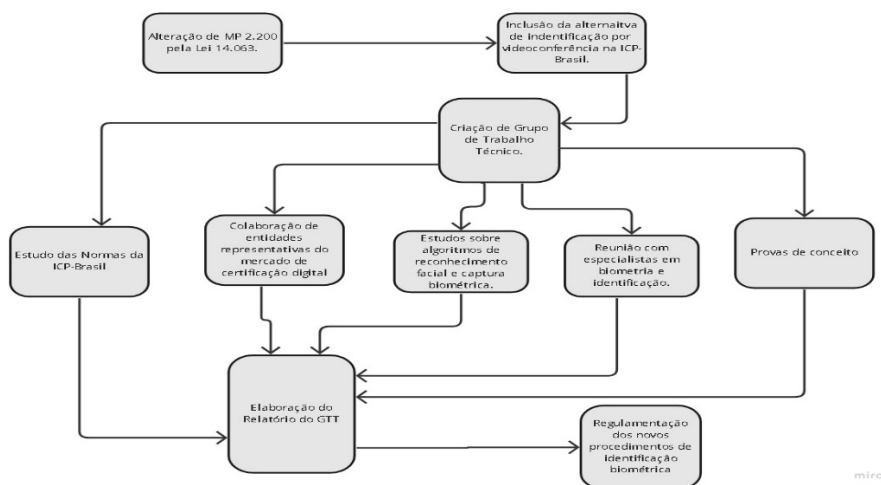 Alteração de MP 2.200
pela Lei 14.063.
Inclusão da alternaitva
de indentificação por
videoconferência na ICP-
Brasil.
Criação de Grupo
de Trabalho
Técnico.
Estudo das Normas da
ICP-Brasil
Colaboração de
entidades
representativas do
mercado de
certificação digital
Estudos sobre
algoritmos de
reconhecimento
facial e captura
biométrica.
Reunião com
especialistas em
biometria e
identificação.
Provas de conceito
Elaboração do
Relatório do GTT
Regulamentação
dos novos
procedimentos de
identificação
biométrica
miro